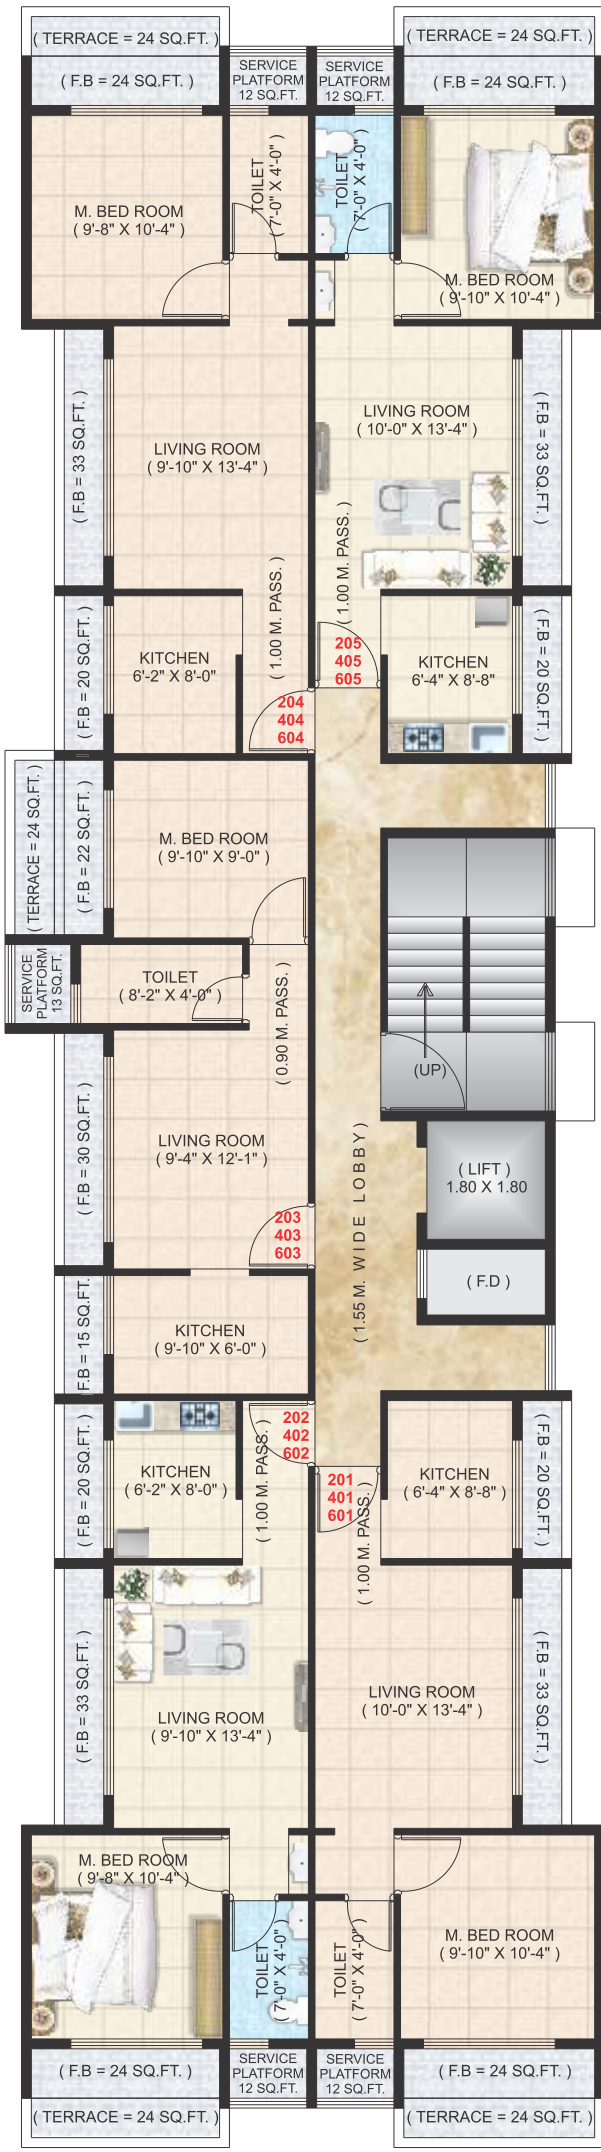 ( TERRACE = 24 SQ.FT. )
( F.B = 24 SQ.FT. )
SERVICE
PLATFORM
12 SQ.FT.
SERVICE
PLATFORM
12 SQ.FT.
( TERRACE = 24 SQ.FT. )
( F.B = 24 SQ.FT. )
M. BED ROOM
( 9'-8" X 10'-4" )
TOILET
( 7'-0" X 4'-0" )
TOILET
( 7'-0" X 4'-0" )
M. BED ROOM
( 9'-10" X 10'-4" )
( F.B = 33 SQ.FT. )
LIVING ROOM
( 9'-10" X 13'-4" )
LIVING ROOM
( 10'-0" X 13'-4" )
( F.B = 33 SQ.FT. )
( 1.00 M. PASS. )
( 1.00 M. PASS. )
( F.B = 20 SQ.FT. )
KITCHEN
6'-2" X 8'-0"
204
404
604
205
405
605
KITCHEN
6'-4" X 8'-8"
( F.B = 20 SQ.FT. )
( TERRACE = 24 SQ.FT. )
( F.B = 22 SQ.FT. )
M. BED ROOM
( 9'-10" X 9'-0" )
SERVICE
PLATFORM
13 SQ.FT.
TOILET
( 8'-2" X 4'-0" )
( 0.90 M. PASS. )
(UP)
( F.B = 30 SQ.FT. )
LIVING ROOM
( 9'-4" X 12'-1" )
203
403
603
( 1.55 M. WIDE LOBBY )
( LIFT )
1.80 X 1.80
( F.D )
( F.B = 15 SQ.FT. )
KITCHEN
( 9'-10" X 6'-0" )
( F.B = 20 SQ.FT. )
KITCHEN
( 6'-2" X 8'-0" )
( 1.00 M. PASS. )
202
402
602
201
401
601
( 1.00 M. PASS. )
KITCHEN
( 6'-4" X 8'-8" )
( F.B = 20 SQ.FT. )
( F.B = 33 SQ.FT. )
LIVING ROOM
( 9'-10" X 13'-4" )
LIVING ROOM
( 10'-0" X 13'-4" )
( F.B = 33 SQ.FT. )
M. BED ROOM
( 9'-8" X 10'-4" )
TOILET
( 7'-0" X 4'-0" )
TOILET
( 7'-0" X 4'-0" )
M. BED ROOM
( 9'-10" X 10'-4" )
( F.B = 24 SQ.FT. )
( TERRACE = 24 SQ.FT. )
SERVICE
PLATFORM
12 SQ.FT.
SERVICE
PLATFORM
12 SQ.FT.
( F.B = 24 SQ.FT. )
( TERRACE = 24 SQ.FT. )